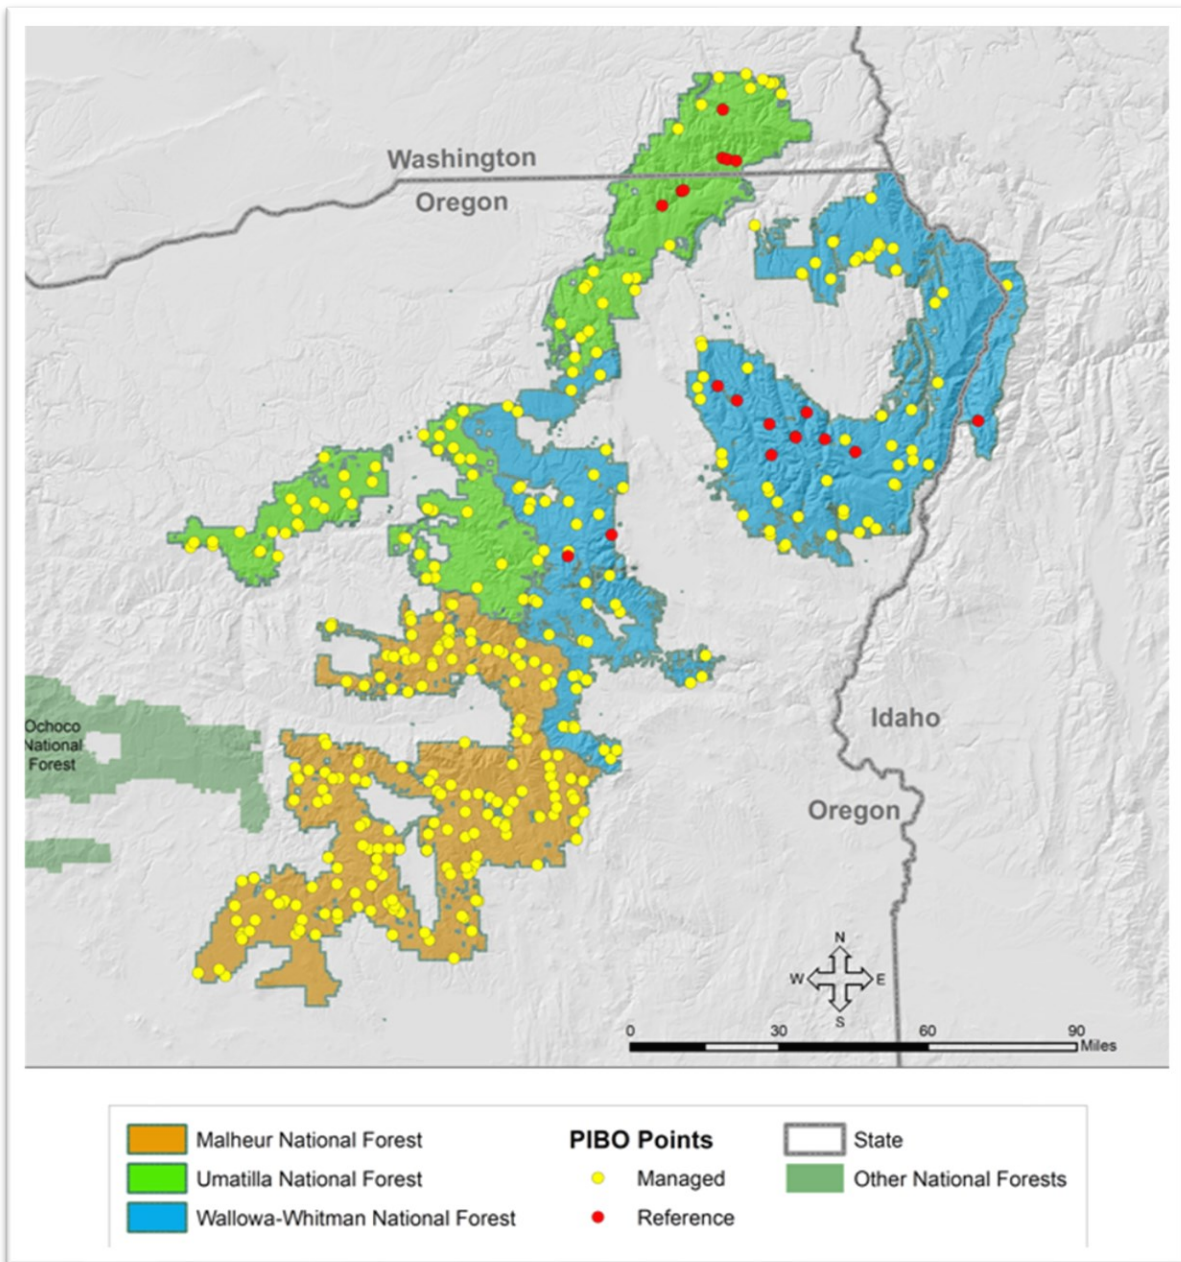 Washington
Oregon
Ochoco
National
Forest
Idaho
Oregon
N
W E
S
0 30 60 90
Miles
Malheur National Forest
Umatilla National Forest
Wallowa-Whitman National Forest
PIBO Points
Managed
Reference
State
Other National Forests